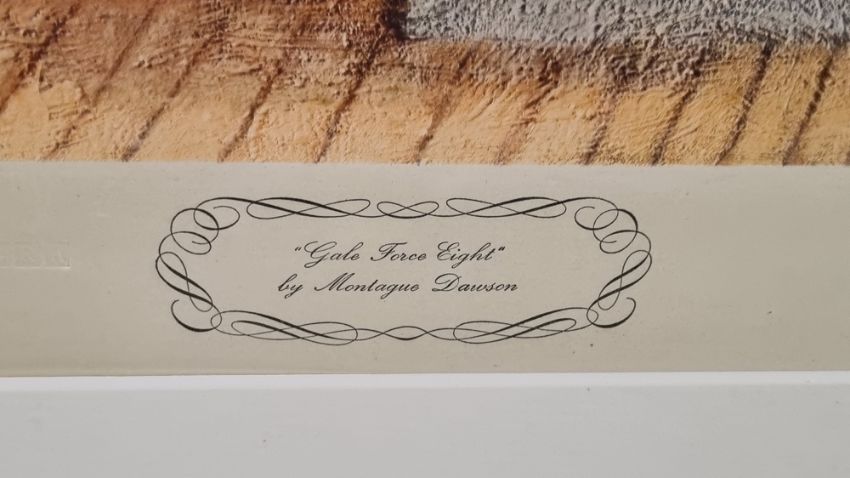 "Gale Force Eight"
by Montague Dawson